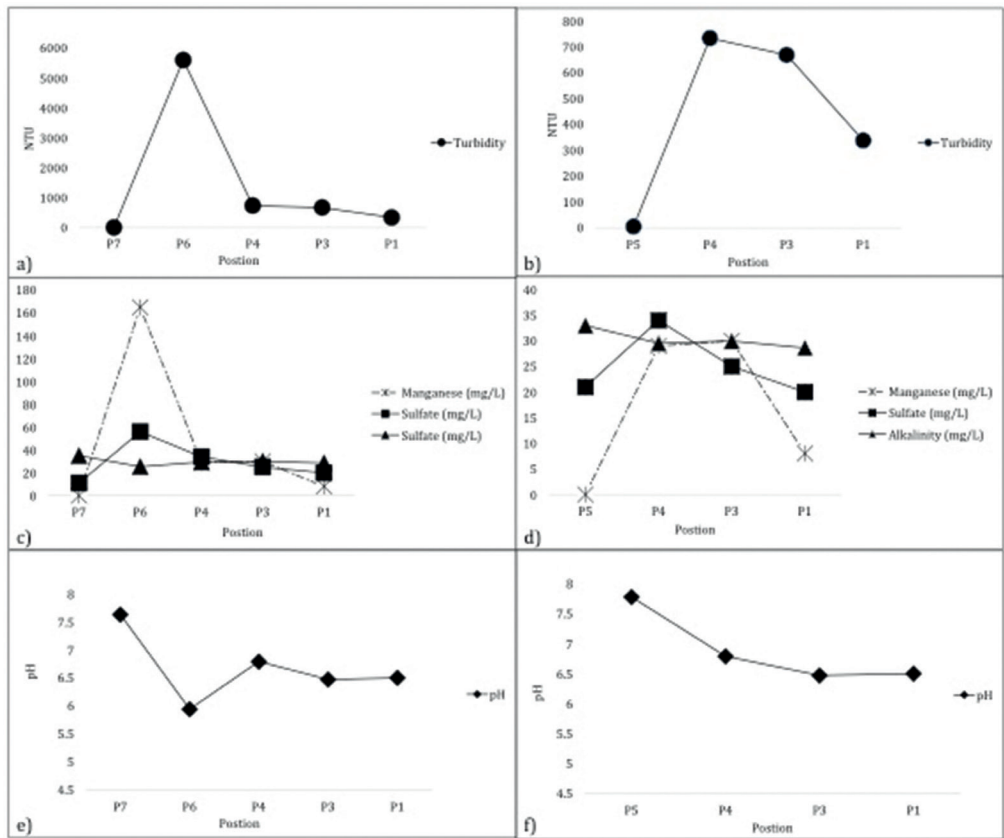 6000
5000
4000
3000
2000
1000
0
NTU
P7 P6 P4 P3 P1
Postion
Turbidity
a)
800
700
600
500
400
300
200
100
0
NTU
P5 P4 P3 P1
Postion
Turbidity
b)
180
160
140
120
100
80
60
40
20
0
P7 P6 P4 P3 P1
Postion
Manganese (mg/L)
Sulfate (mg/L)
Sulfate (mg/L)
c)
40
35
30
25
20
15
10
5
0
P5 P4 P3 P1
Postion
Manganese (mg/L)
Sulfate (mg/L)
Alkalinity (mg/L)
d)
8
7.5
7
6.5
6
5.5
5
4.5
pH
P7 P6 P4 P3 P1
Postion
pH
e)
8
7.5
7
6.5
6
5.5
5
4.5
pH
P5 P4 P3 P1
Postion
pH
f)